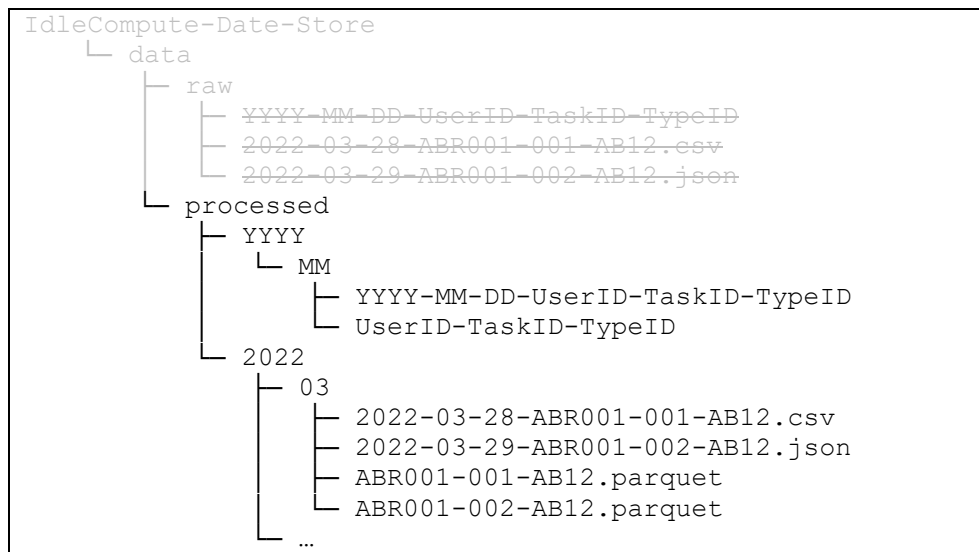 IdleCompute-Date-Store
└─ data
├─ raw
├─ YYYY-MM-DD-UserID-TaskID-TypeID
├─ 2022-03-28-ABR001-001-AB12.csv
└─ 2022-03-29-ABR001-002-AB12.json
└─ processed
├─ YYYY
└─ MM
├─ YYYY-MM-DD-UserID-TaskID-TypeID
└─ UserID-TaskID-TypeID
└─ 2022
├─ 03
├─ 2022-03-28-ABR001-001-AB12.csv
├─ 2022-03-29-ABR001-002-AB12.json
├─ ABR001-001-AB12.parquet
└─ ABR001-002-AB12.parquet
└─ …